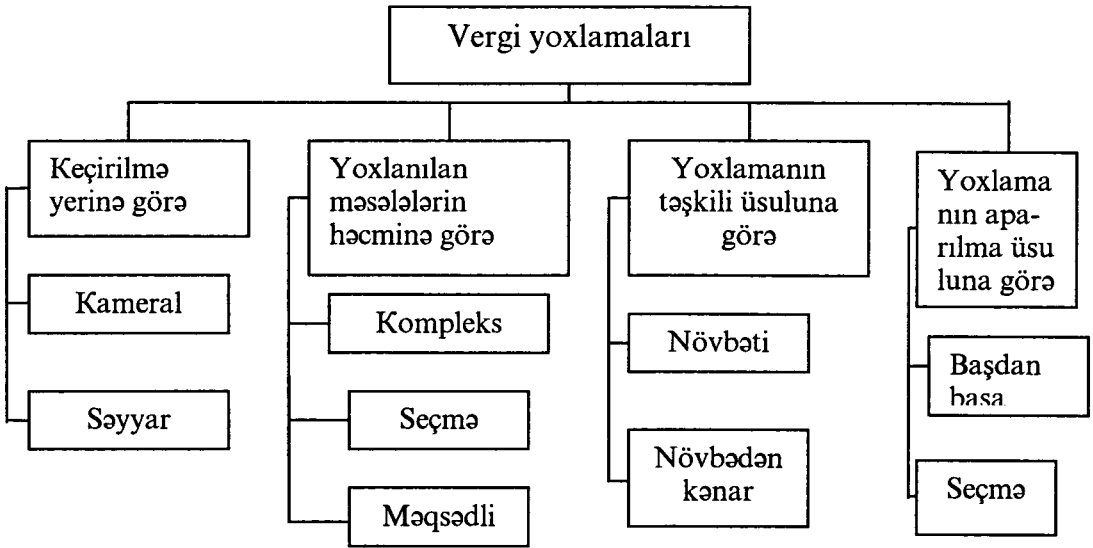 Vergi yoxlamaları
Keçirilmə
yerinə görə
Kameral
Səyyar
Yoxlanılan
məsələlərin
həcminə görə
Kompleks
Seçmə
Məqsədli
Yoxlamanın
təşkili üsuluna
görə
Növbəti
Növbədən
kənar
Yoxlama
nın apa-
rılma üsu
luna görə
Başdan
başa
Seçmə